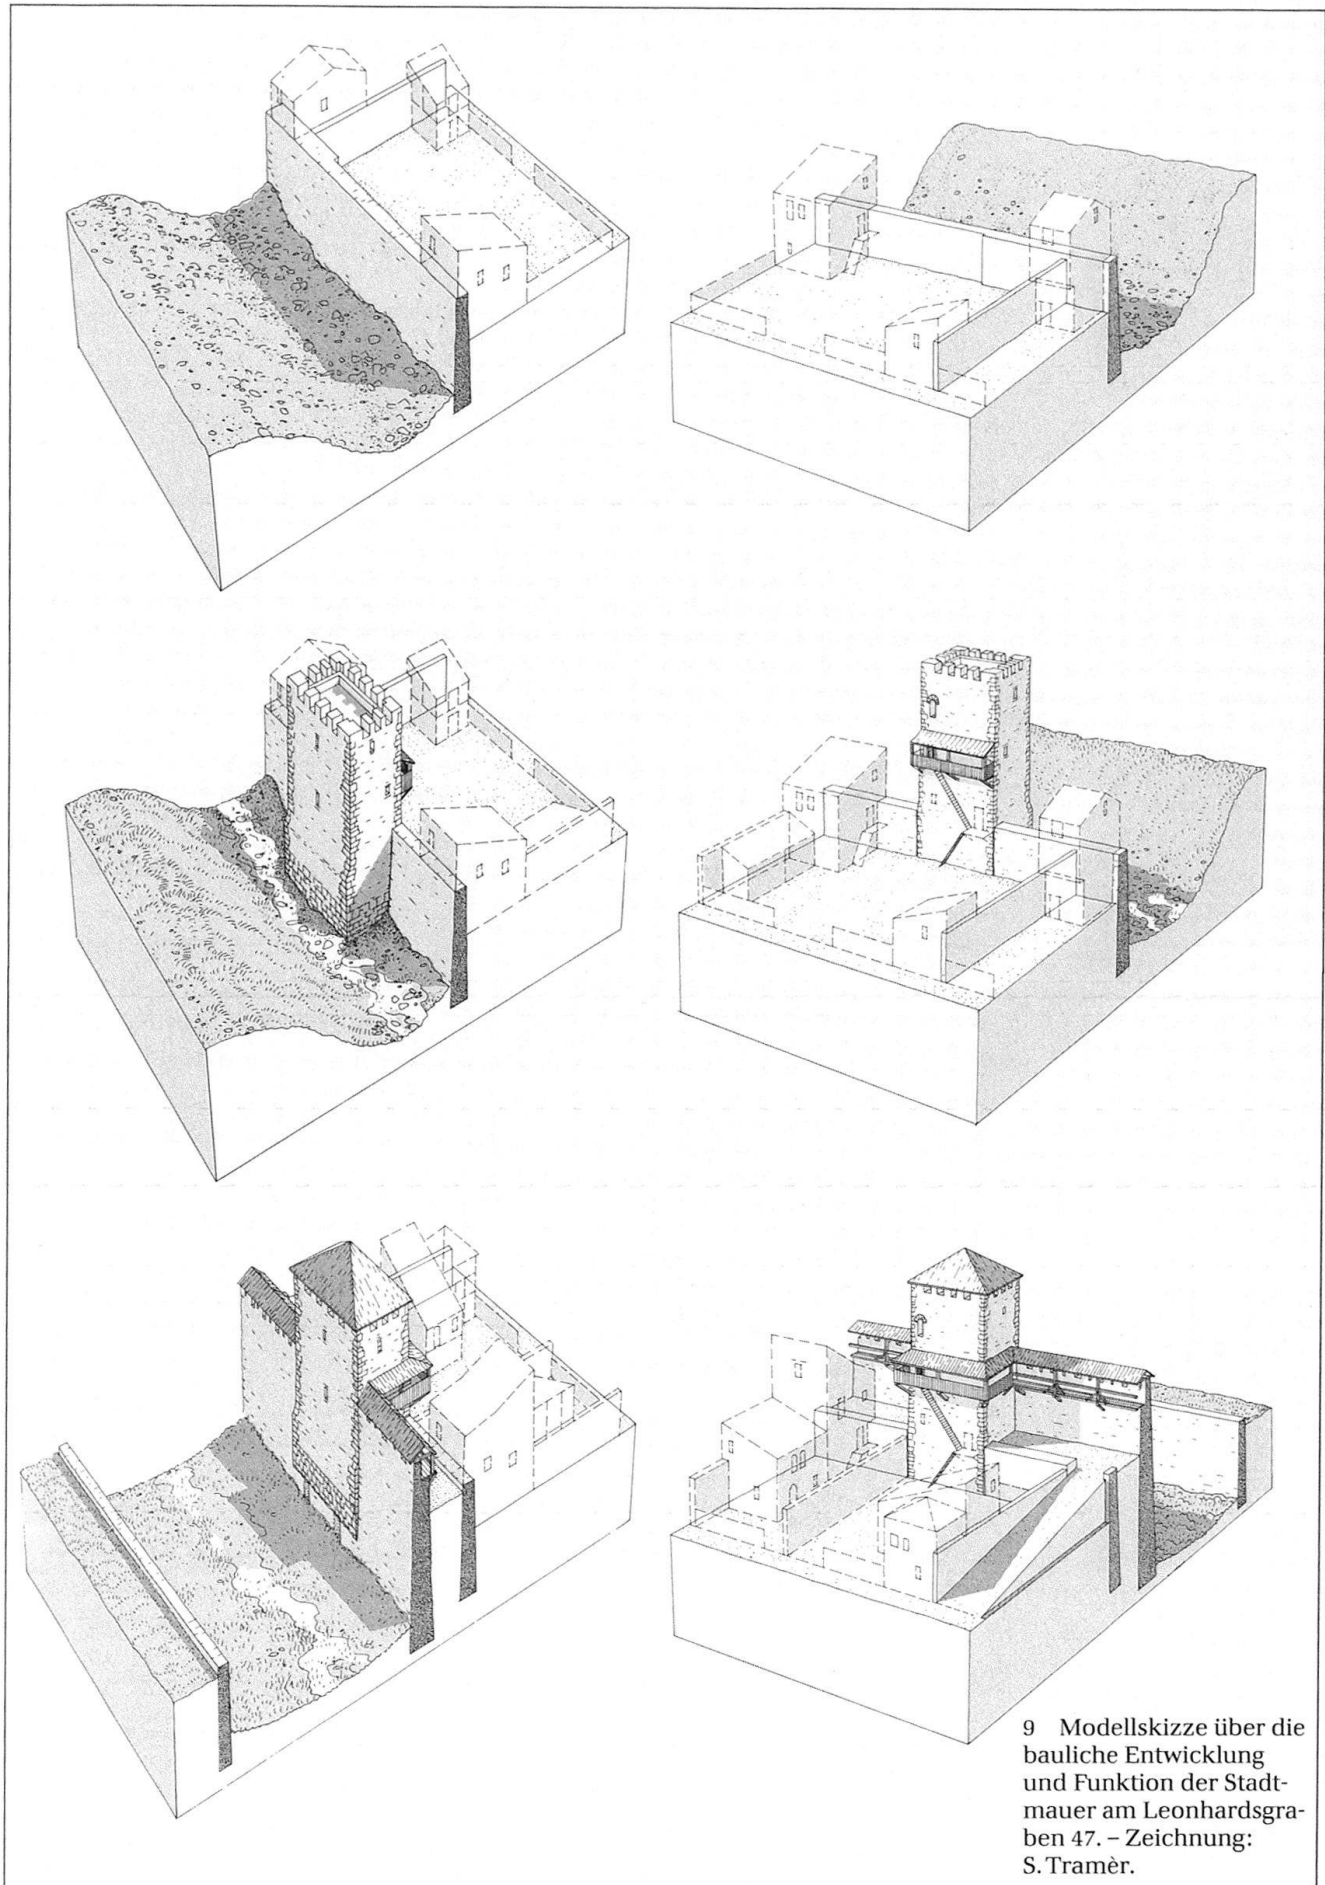 9 Modellskizze über die
bauliche Entwicklung
und Funktion der Stadt-
mauer am Leonhardsgra-
ben 47. – Zeichnung:
S. Tramèr.